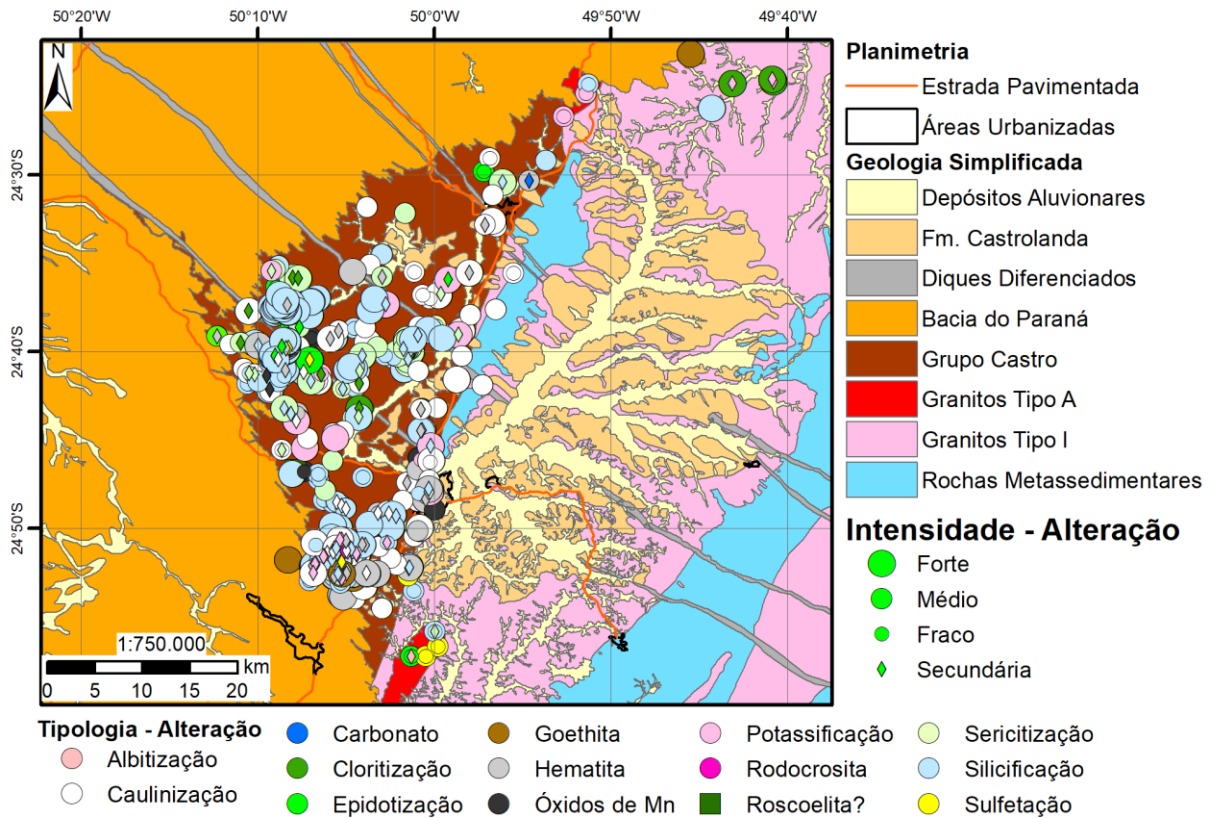 50°20'W 50°10'W 50°0'W 49°50'W 49°40'W
N
24°30'S
24°40'S
24°50'S
1:750.000
km
0 5 10 15 20
Planimetria
Estrada Pavimentada
Áreas Urbanizadas
Geologia Simplificada
Depósitos Aluvionares
Fm. Castrolanda
Diques Diferenciados
Bacia do Paraná
Grupo Castro
Granitos Tipo A
Granitos Tipo I
Rochas Metassedimentares
Intensidade - Alteração
Forte
Médio
Fraco
Secundária
Tipologia - Alteração
Albitização
Caulinização
Carbonato
Cloritização
Epidotização
Goethita
Hematita
Óxidos de Mn
Potassificação
Rodocrosita
Roscoelita?
Sericitização
Silicificação
Sulfetação